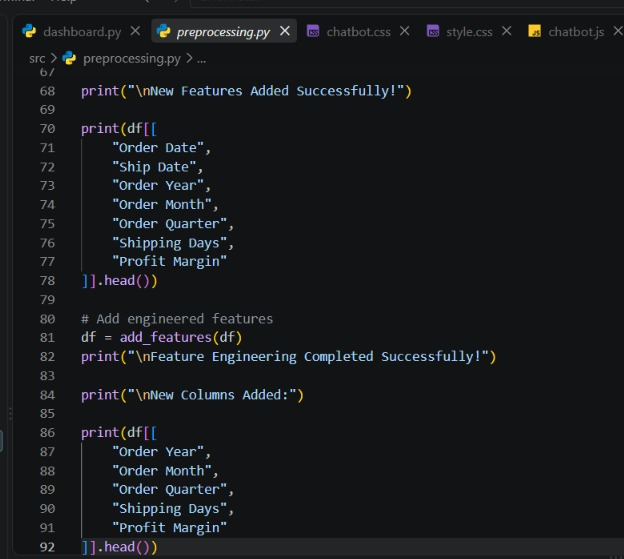 dashboard.py
preprocessing.py
chatbot.css
style.css
chatbot.js
src > preprocessing.py > ...
67
68 print("\nNew Features Added Successfully!")
69
70 print(df[[
71     "Order Date",
72     "Ship Date",
73     "Order Year",
74     "Order Month",
75     "Order Quarter",
76     "Shipping Days",
77     "Profit Margin"
78 ]].head())
79
80 # Add engineered features
81 df = add_features(df)
82 print("\nFeature Engineering Completed Successfully!")
83
84 print("\nNew Columns Added:")
85
86 print(df[[
87     "Order Year",
88     "Order Month",
89     "Order Quarter",
90     "Shipping Days",
91     "Profit Margin"
92 ]].head())